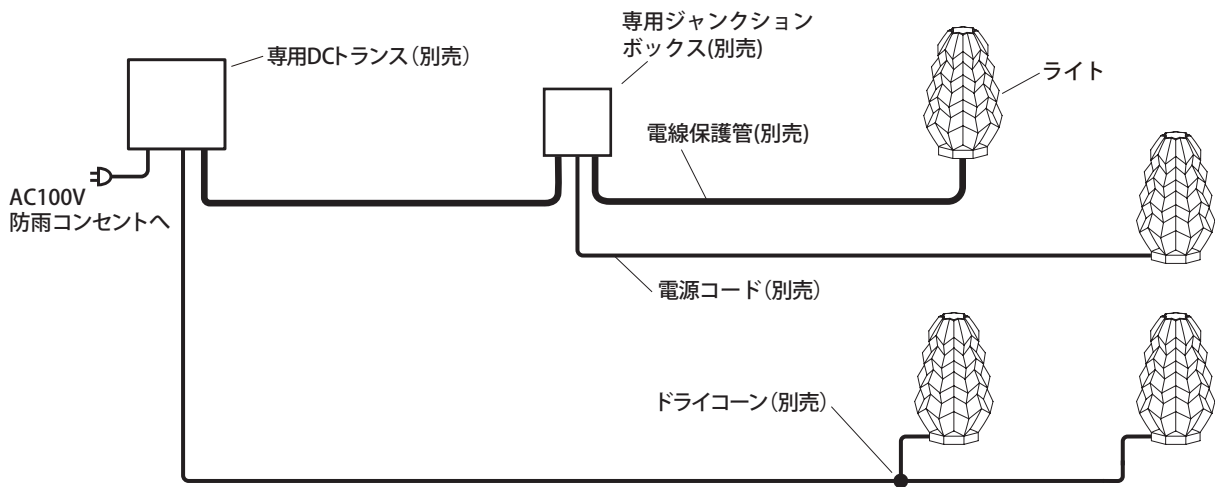 専用DCトランス（別売）
専用ジャンクション
ボックス(別売)
ライト
電線保護管(別売)
AC100V
防雨コンセントへ
電源コード（別売）
ドライコーン（別売）